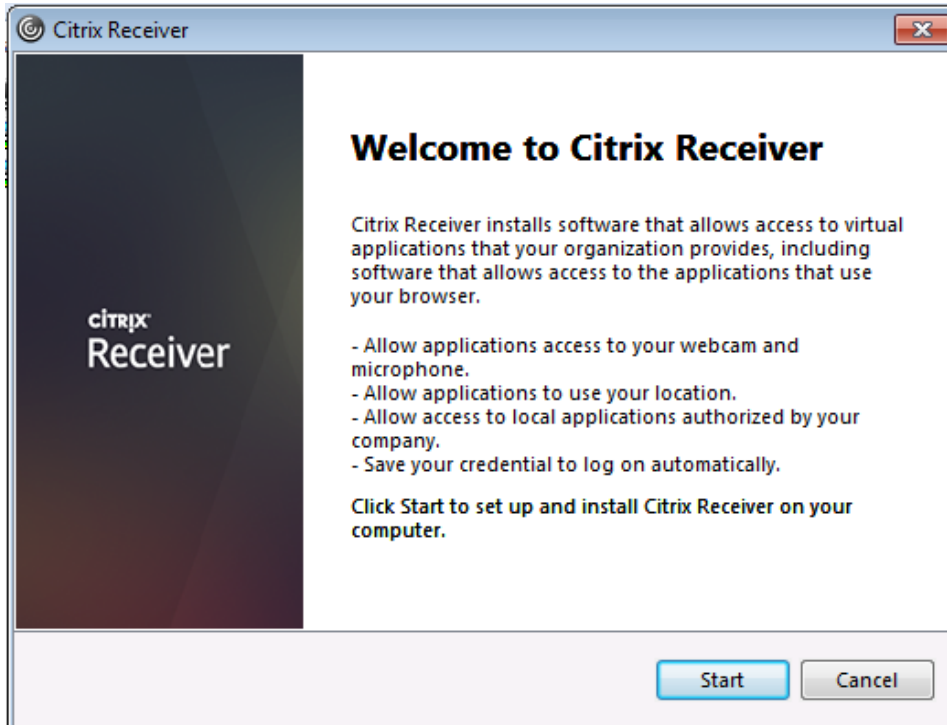 Citrix Receiver
Welcome to Citrix Receiver
Citrix Receiver installs software that allows access to virtual
applications that your organization provides, including
software that allows access to the applications that use
your browser.
- Allow applications access to your webcam and
microphone.
- Allow applications to use your location.
- Allow access to local applications authorized by your
company.
- Save your credential to log on automatically.
Click Start to set up and install Citrix Receiver on your
computer.
CITRIX
Receiver
Start
Cancel